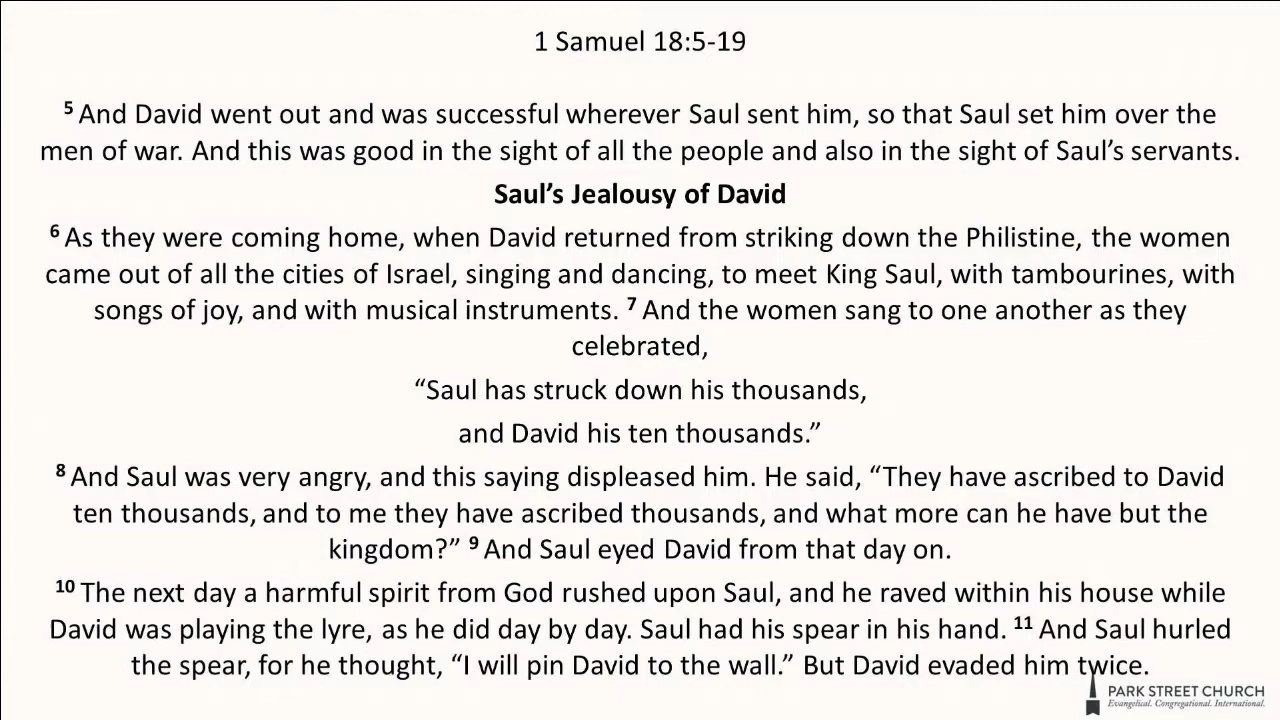 1 Samuel 18:5-19
5 And David went out and was successful wherever Saul sent him, so that Saul set him over the
men of war. And this was good in the sight of all the people and also in the sight of Saul’s servants.
Saul’s Jealousy of David
6 As they were coming home, when David returned from striking down the Philistine, the women
came out of all the cities of Israel, singing and dancing, to meet King Saul, with tambourines, with
songs of joy, and with musical instruments. 7 And the women sang to one another as they
celebrated,
“Saul has struck down his thousands,
and David his ten thousands.”
8 And Saul was very angry, and this saying displeased him. He said, “They have ascribed to David
ten thousands, and to me they have ascribed thousands, and what more can he have but the
kingdom?” 9 And Saul eyed David from that day on.
10 The next day a harmful spirit from God rushed upon Saul, and he raved within his house while
David was playing the lyre, as he did day by day. Saul had his spear in his hand. 11 And Saul hurled
the spear, for he thought, “I will pin David to the wall.” But David evaded him twice.
PARK STREET CHURCH
Evangelical. Congregational. International.